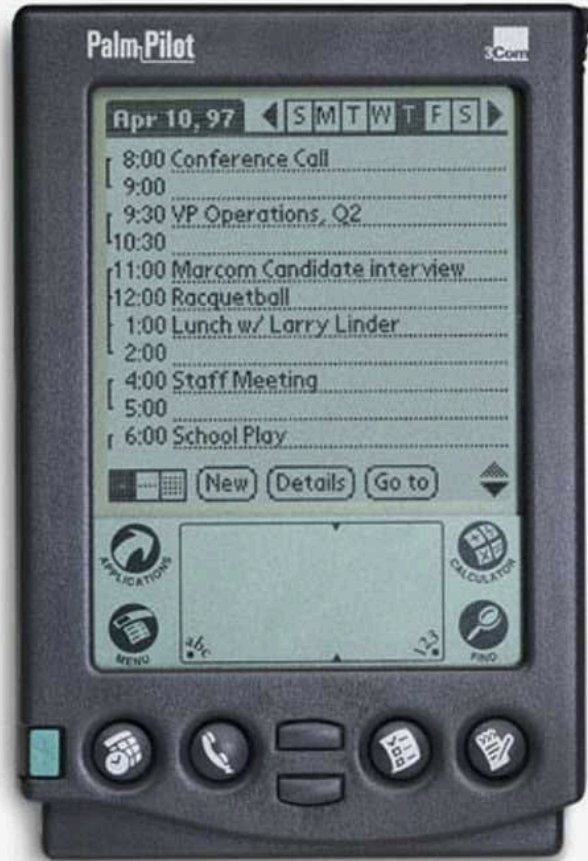 Palm Pilot 3Com
Apr 10, 97 S M T W T F S
8:00 Conference Call
9:00
9:30 VP Operations, Q2
10:30
11:00 Marcom Candidate interview
12:00 Racquetball
1:00 Lunch w/ Larry Linder
2:00
4:00 Staff Meeting
5:00
6:00 School Play
New Details Go to
APPLICATIONS CALCULATOR
abc 123
MENU FIND